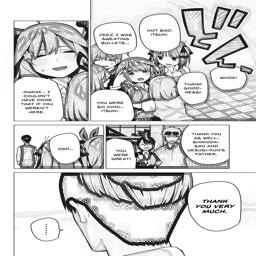 NOT BAD,
ITSUKI.
JEEZ. I WAS
SWEATING
BULLETS...
WHOA!
THANK
GOOD-
NESS!
YOU WERE
SO COOL,
ITSUKI.
AHAHA... I
COULDN'T
HAVE DONE
THAT IF YOU
WEREN'T
HERE.
THANK YOU
AS WELL,
SHIMODA-
SAN AND
UESUGI-KUN'S
FATHER.
YOU
WERE
GREAT!
DAD...
THANK YOU
VERY
MUCH.
...